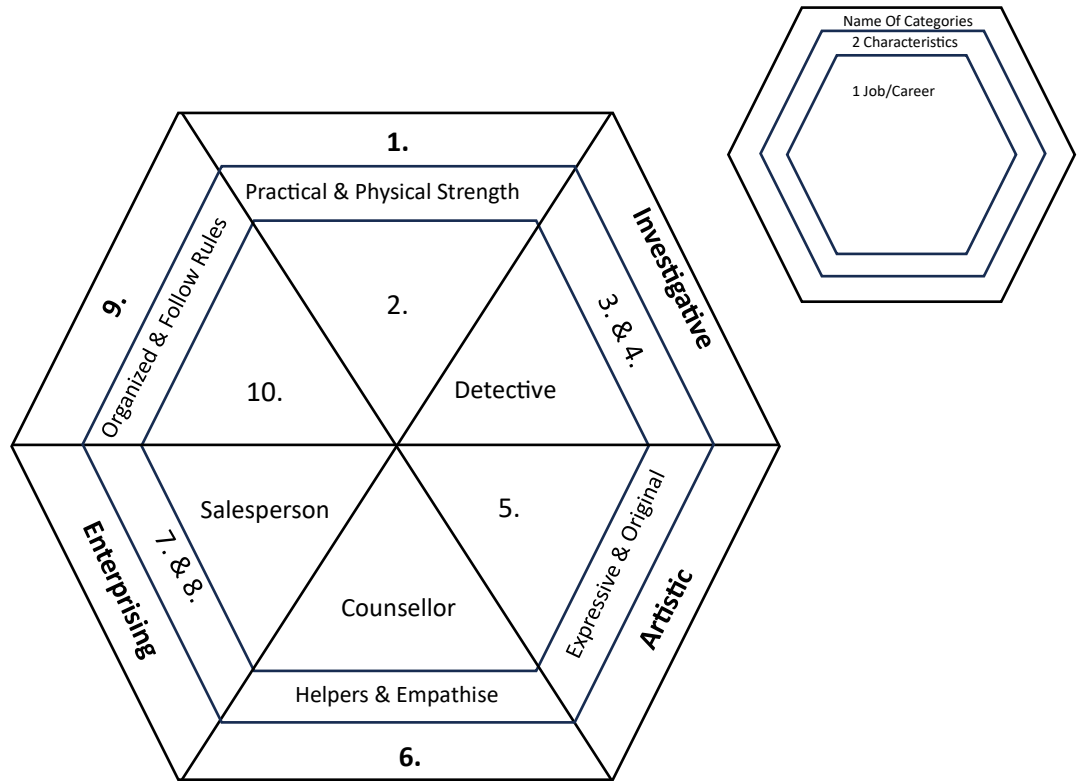 Name Of Categories
2 Characteristics
1 Job/Career
1.
Practical & Physical Strength
2.
Investigative
3. & 4.
Detective
9.
Organized & Follow Rules
10.
Salesperson
5.
Enterprising
7. & 8.
Counsellor
Expressive & Original
Artistic
Helpers & Empathise
6.